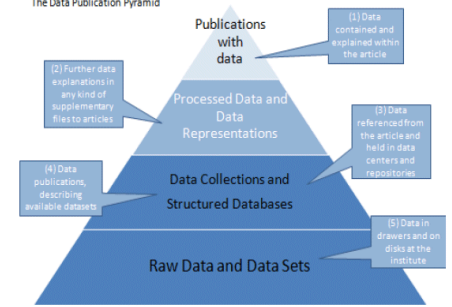 The Data Publication Pyramid
Publications
with
data
(1) Data
contained and
explained within
the article
(2) Further data
explanations in
any kind of
supplementary
files to articles
Processed Data and
Data
Representations
(3) Data
referenced from
the article and
held in data
centers and
repositories
(4) Data
publications,
describing
available datasets
Data Collections and
Structured Databases
(5) Data in
drawers and on
disks at the
institute
Raw Data and Data Sets